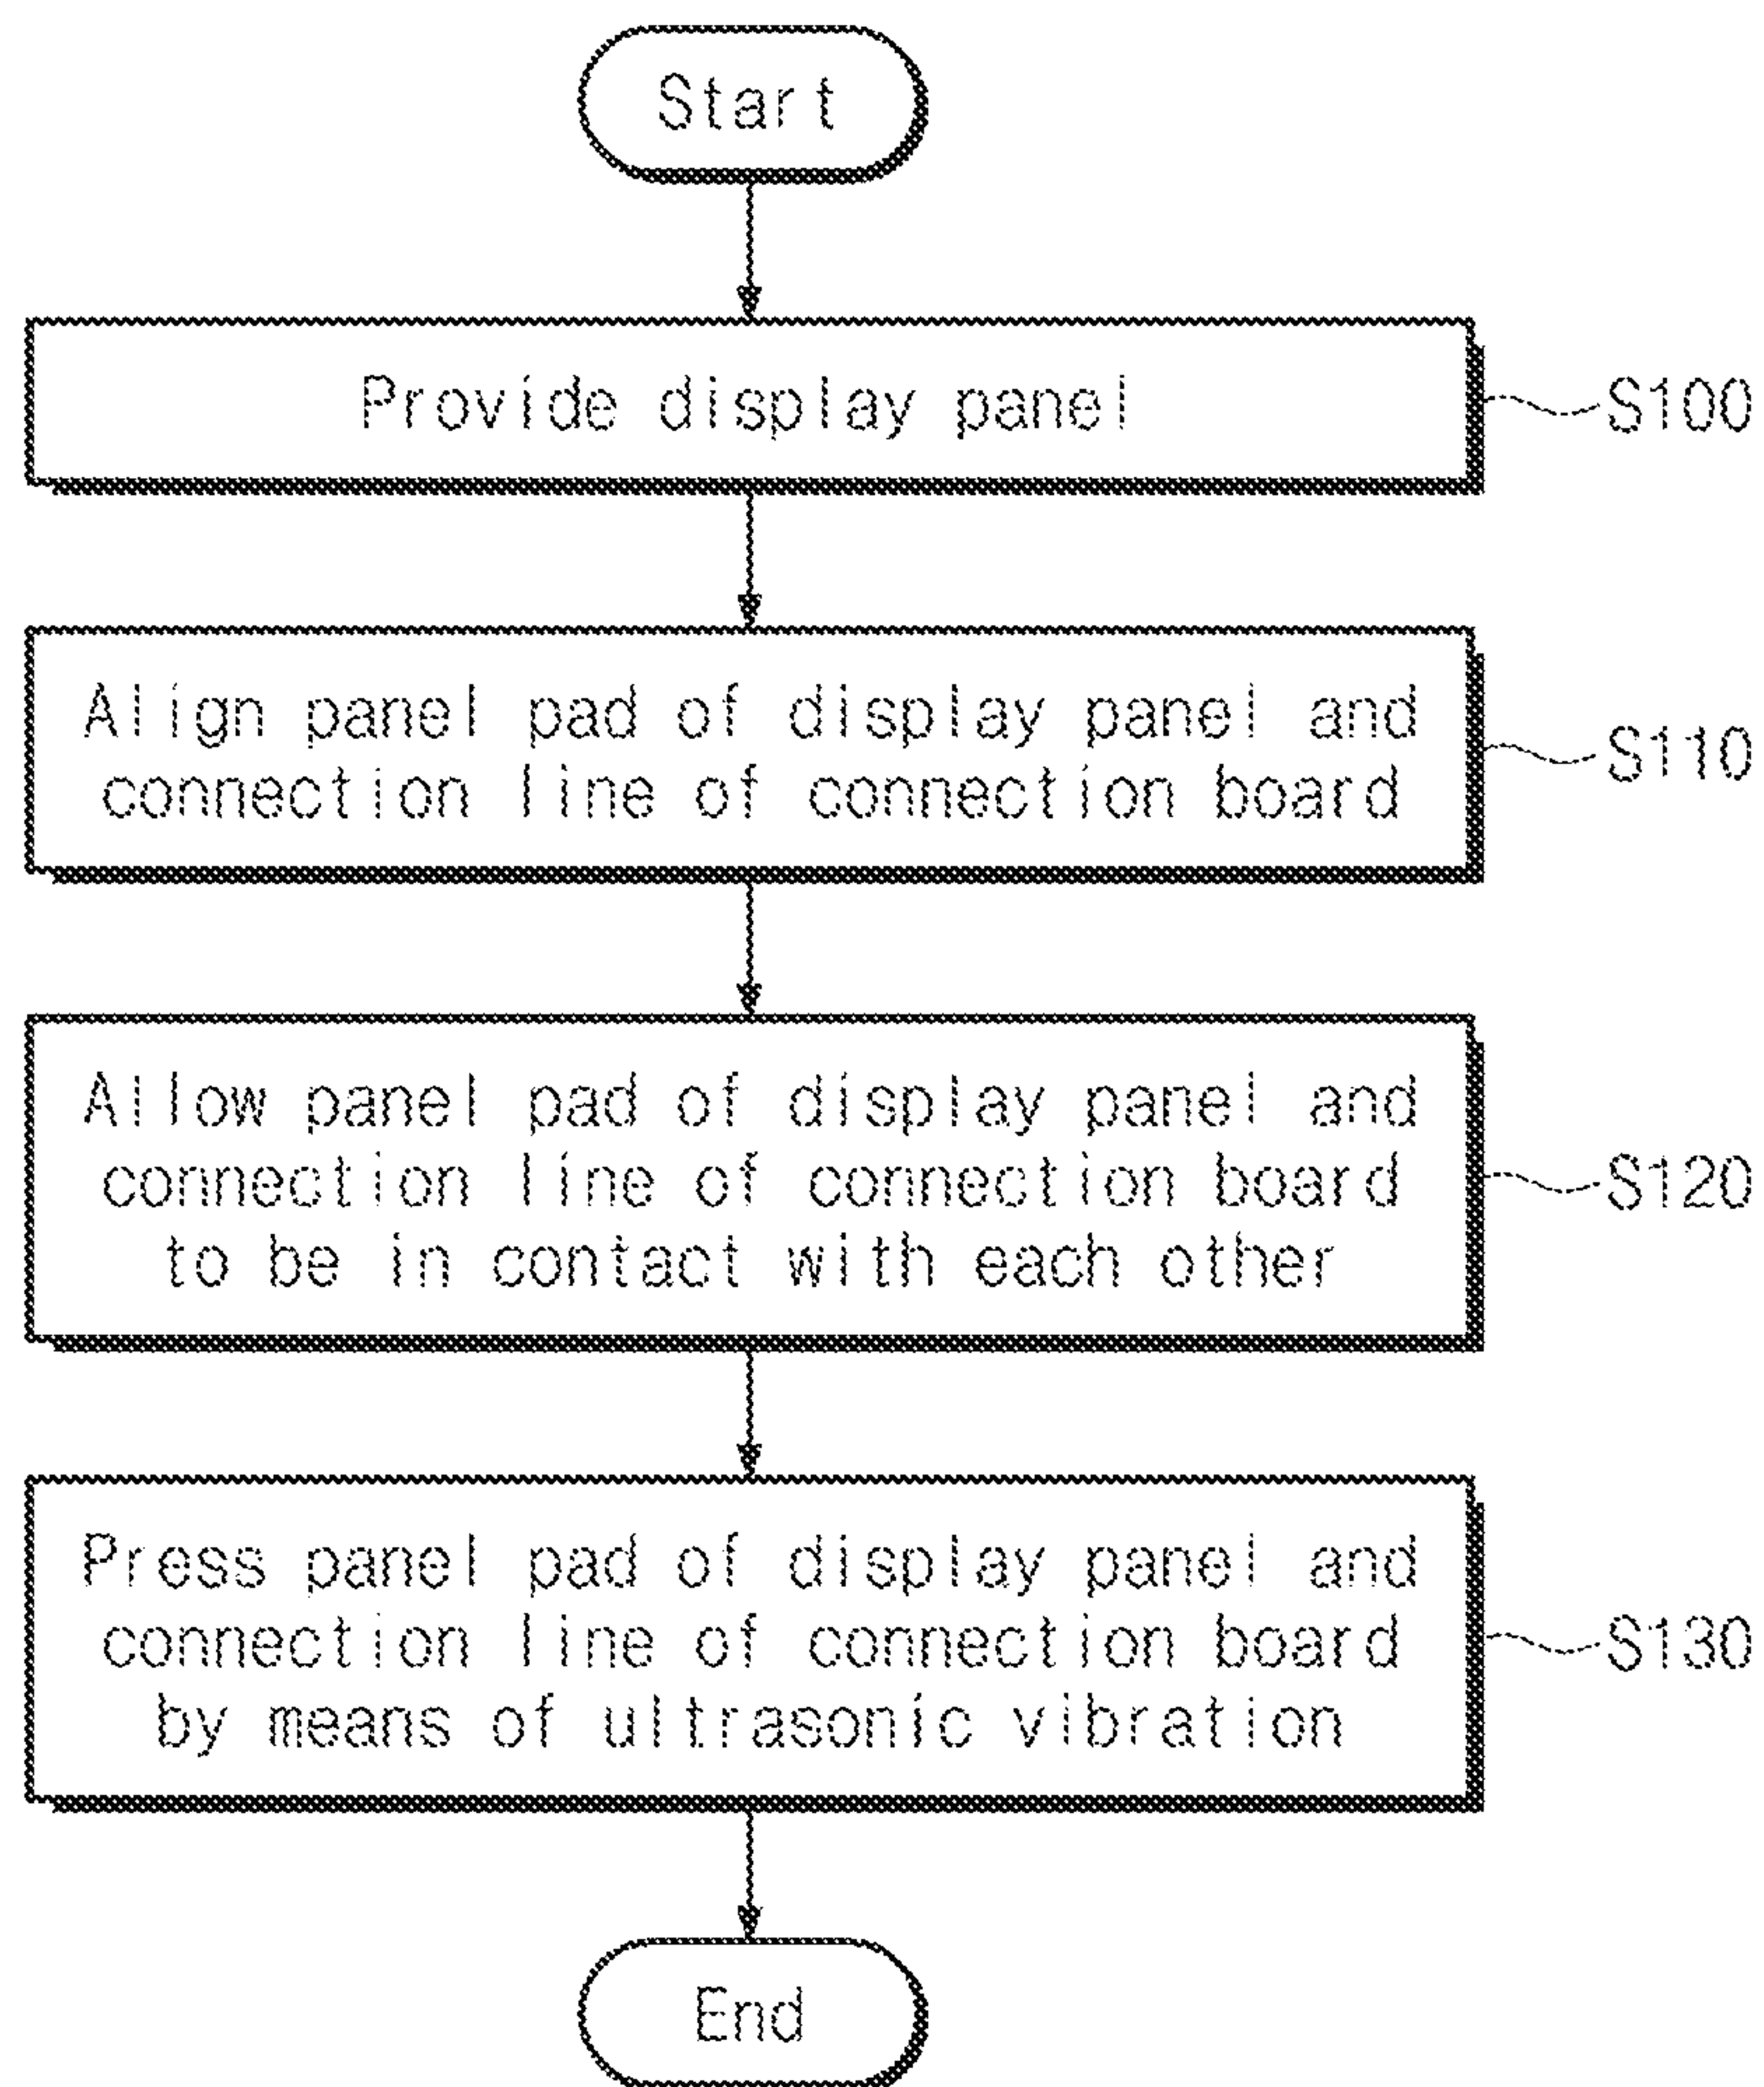 Start
Provide display panel
S100
Align panel pad of display panel and
connection line of connection board
S110
Allow panel pad of display panel and
connection line of connection board
to be in contact with each other
S120
Press panel pad of display panel and
connection line of connection board
by means of ultrasonic vibration
S130
End